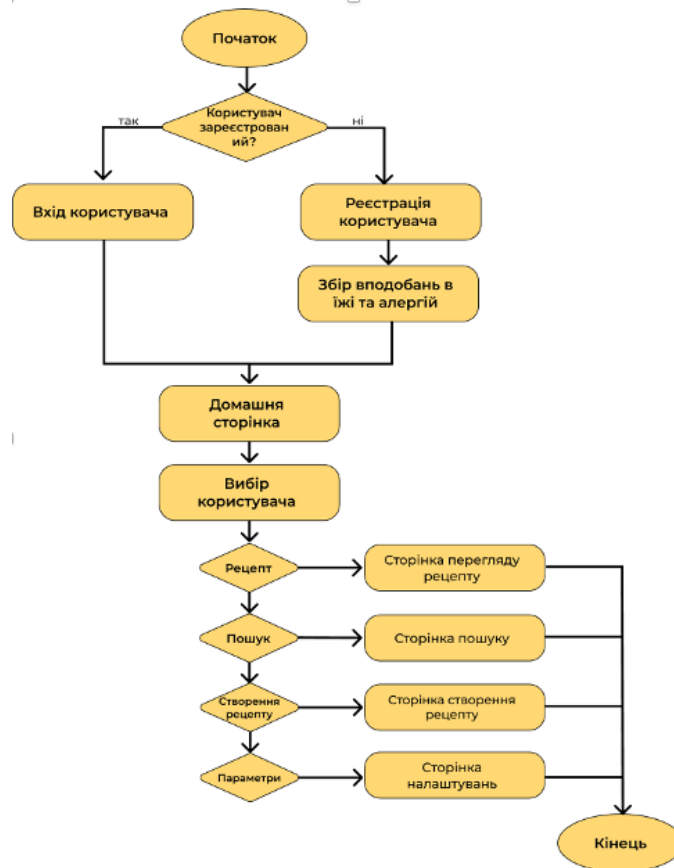 Початок
Користувач
зареєстрован
ий?
так
ні
Вхід користувача
Реєстрація
користувача
Збір вподобань в
їжі та алергій
Домашня
сторінка
Вибір
користувача
Рецепт
Сторінка перегляду
рецепту
Пошук
Сторінка пошуку
Створення
рецепту
Сторінка створення
рецепту
Параметри
Сторінка
налаштувань
Кінець